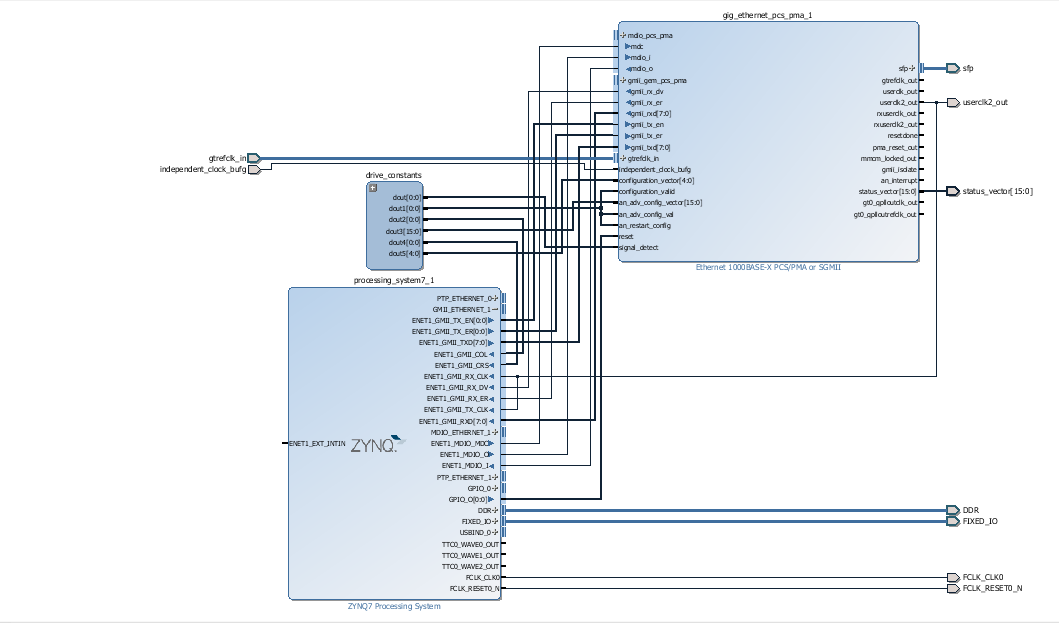 gig_ethernet_pcs_pma_1
mdio_pcs_pma
mdc
mdio_i
mdio_o
gmii_gem_pcs_pma
gmii_rx_dv
gmii_rx_er
gmii_rxd[7:0]
gmii_tx_en
gmii_tx_er
gmii_txd[7:0]
gtrefclk_in
independent_clock_bufg
configuration_vector[4:0]
configuration_valid
an_adv_config_vector[15:0]
an_adv_config_val
an_restart_config
reset
signal_detect
sfp
gtrefclk_out
userclk_out
userclk2_out
rxuserclk_out
rxuserclk2_out
resetdone
pma_reset_out
mmcm_locked_out
gmii_isolate
an_interrupt
status_vector[15:0]
gt0_qplloutclk_out
gt0_qplloutrefclk_out
Ethernet 1000BASE-X PCS/PMA or SGMII
sfp
userclk2_out
status_vector[15:0]
gtrefclk_in
independent_clock_bufg
drive_constants
dout[0:0]
dout1[0:0]
dout2[0:0]
dout3[15:0]
dout4[0:0]
dout5[4:0]
processing_system7_1
PTP_ETHERNET_0
GMII_ETHERNET_1
ENET1_GMII_TX_EN[0:0]
ENET1_GMII_TX_ER[0:0]
ENET1_GMII_TXD[7:0]
ENET1_GMII_COL
ENET1_GMII_CRS
ENET1_GMII_RX_CLK
ENET1_GMII_RX_DV
ENET1_GMII_RX_ER
ENET1_GMII_TX_CLK
ENET1_GMII_RXD[7:0]
MDIO_ETHERNET_1
ENET1_MDIO_MDC
ENET1_MDIO_O
ENET1_MDIO_I
PTP_ETHERNET_1
GPIO_0
GPIO_O[0:0]
DDR
FIXED_IO
USBIND_0
TTC0_WAVE0_OUT
TTC0_WAVE1_OUT
TTC0_WAVE2_OUT
FCLK_CLK0
FCLK_RESET0_N
ENET1_EXT_INTIN
ZYNQ
ZYNQ7 Processing System
DDR
FIXED_IO
FCLK_CLK0
FCLK_RESET0_N